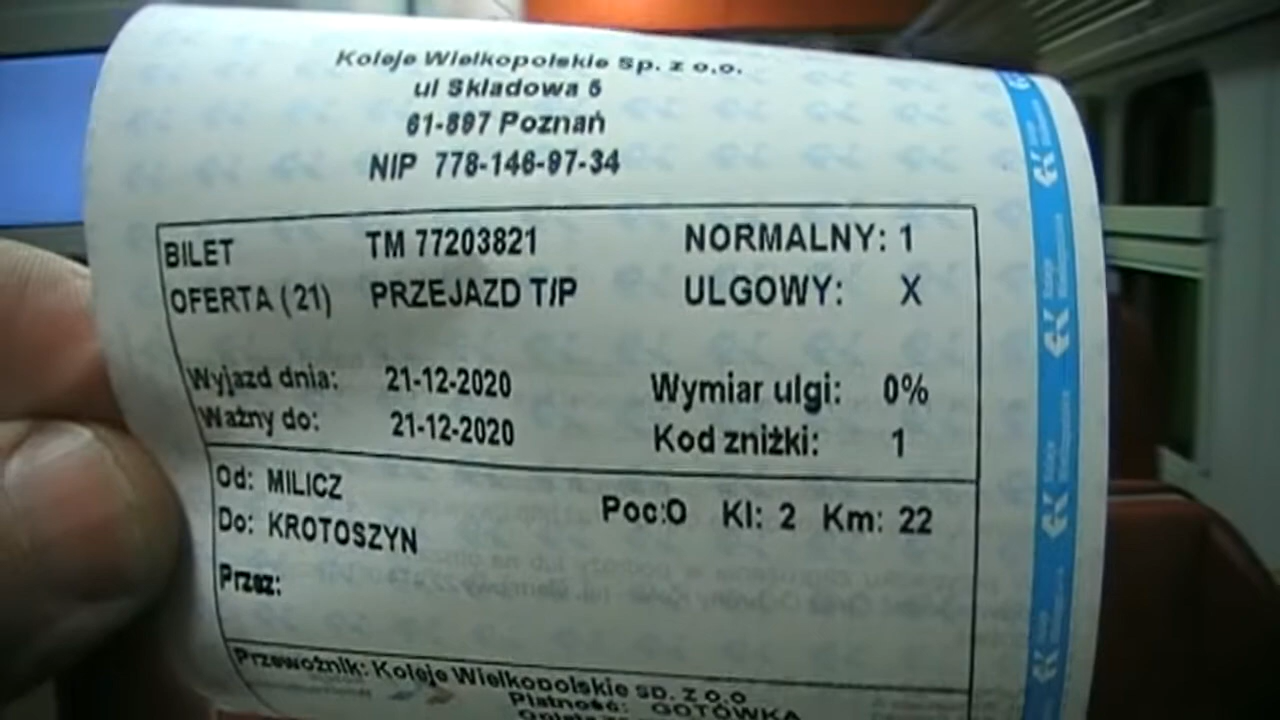 Koleje Wielkopolskie Sp. z o.o.
ul Składowa 5
61-897 Poznań
NIP 778-146-97-34
BILET TM 77203821 NORMALNY: 1
OFERTA (21) PRZEJAZD T/P ULGOWY: X
Wyjazd dnia: 21-12-2020 Wymiar ulgi: 0%
Ważny do: 21-12-2020 Kod zniżki: 1
Od: MILICZ
Poc:O Kl: 2 Km: 22
Do: KROTOSZYN
Przez:
Przewoźnik: Koleje Wielkopolskie sp. z o.o
Płatność: GOTÓWKA